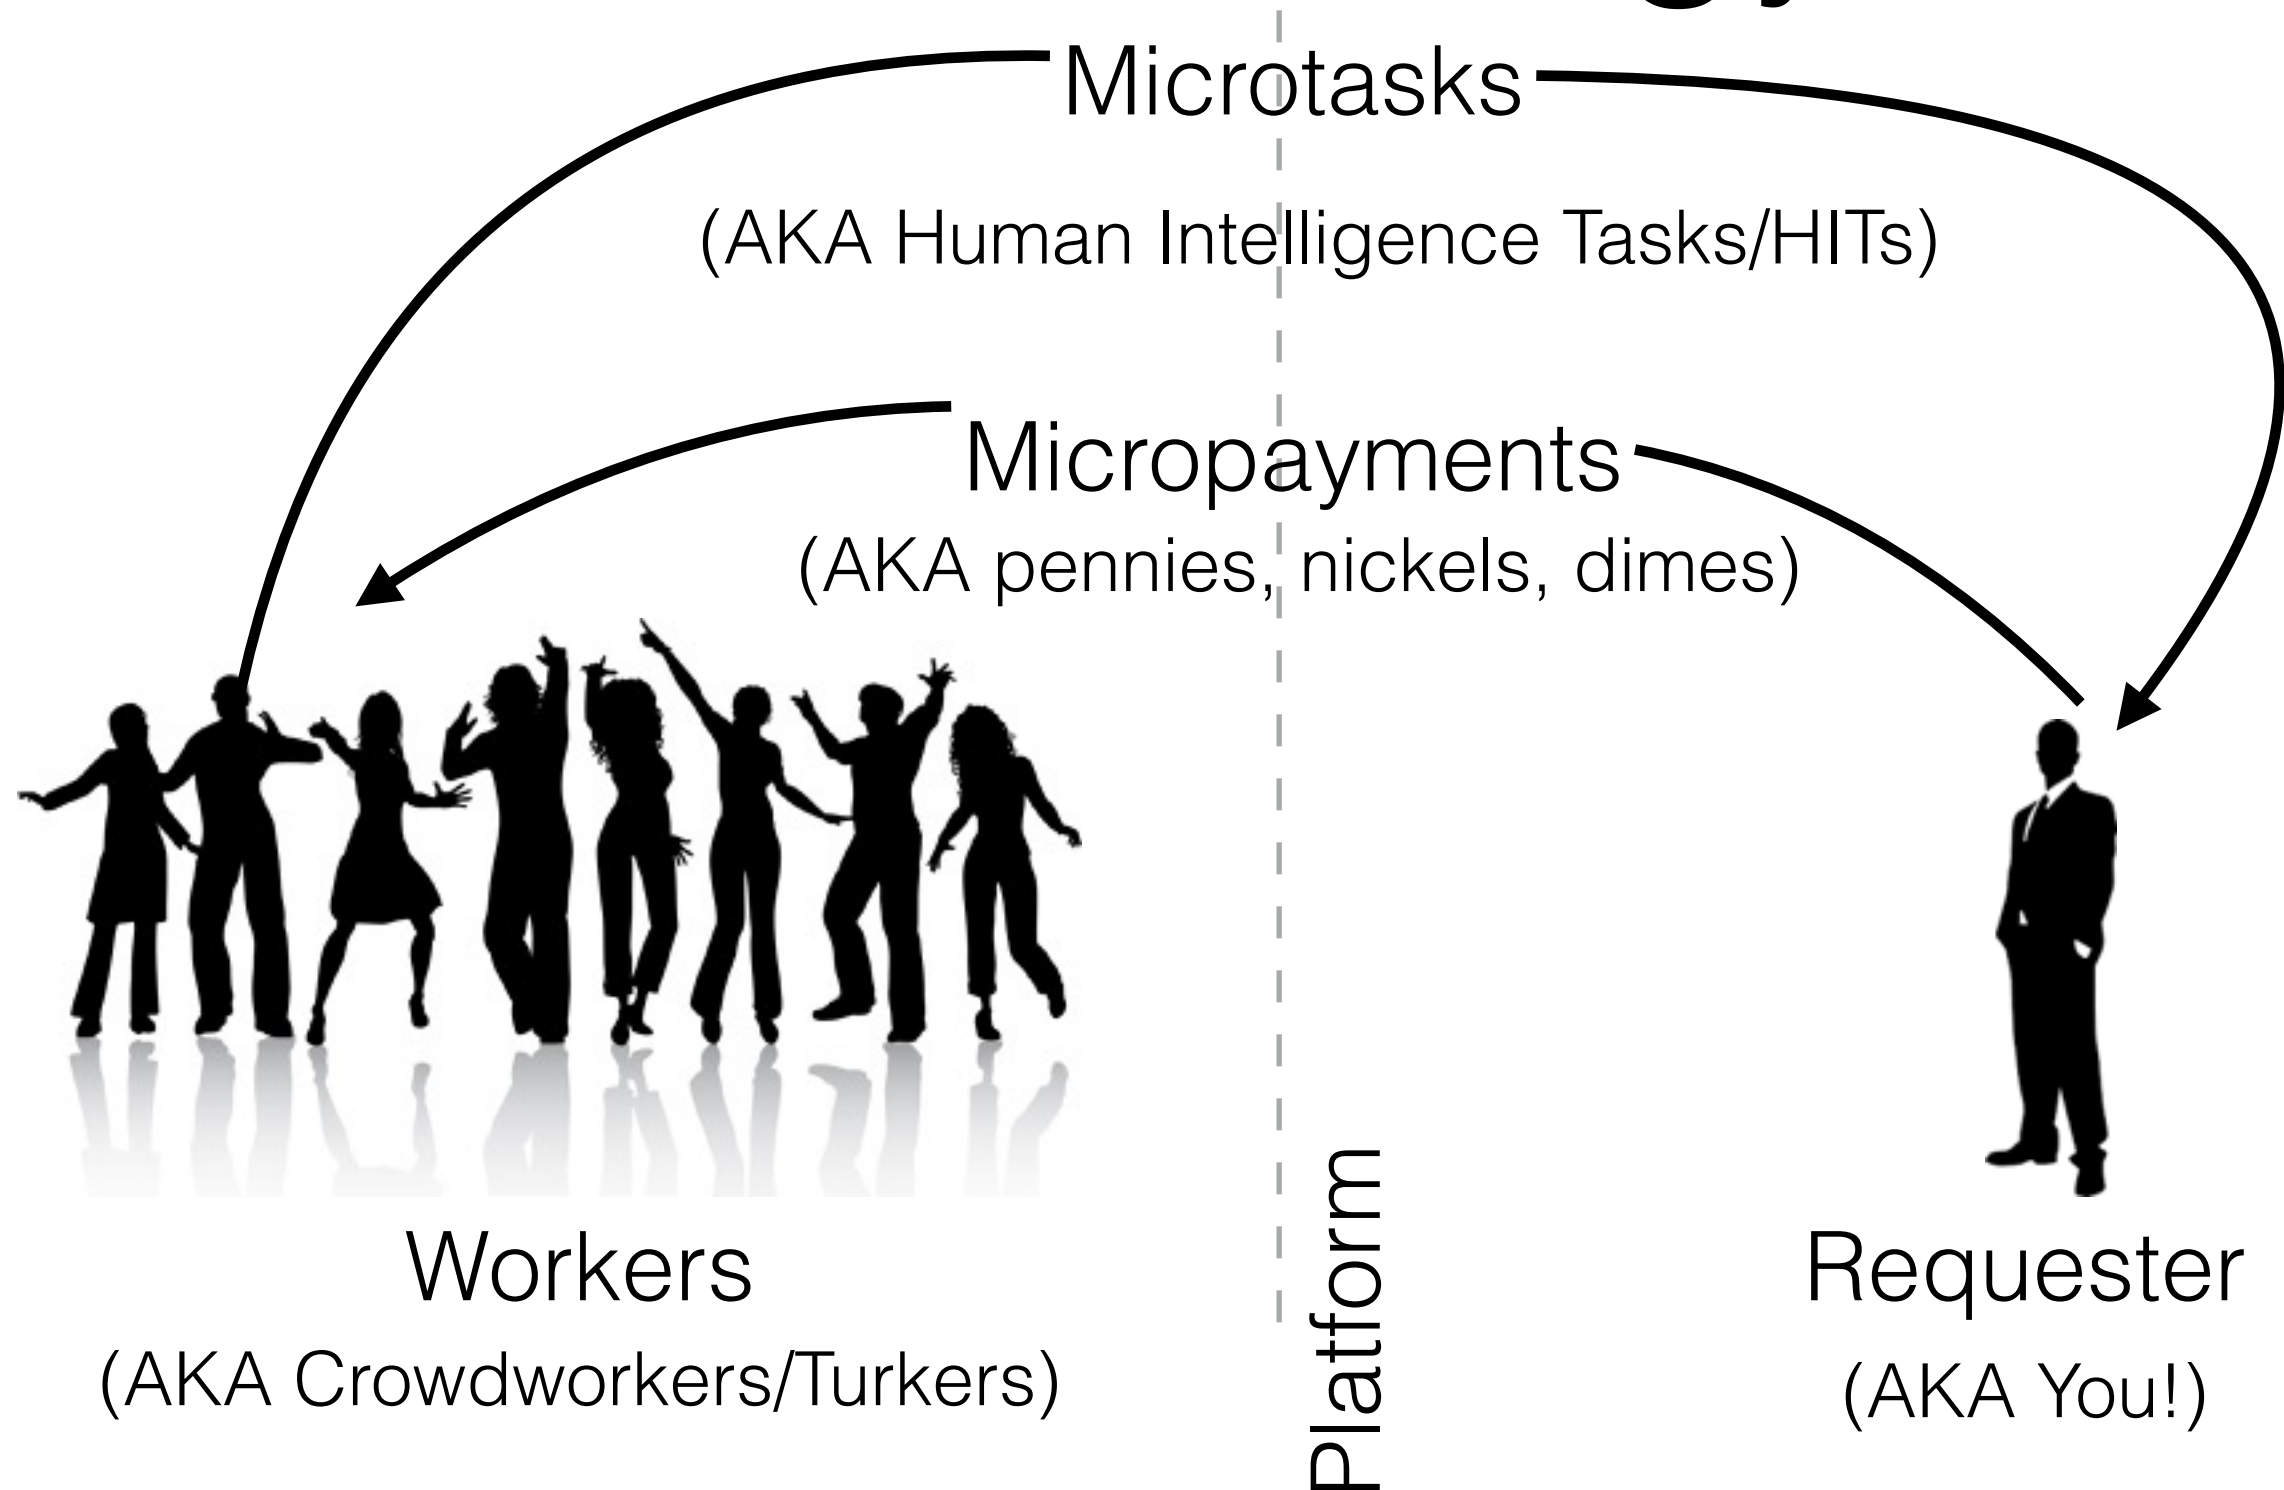 Microtasks
(AKA Human Intelligence Tasks/HITs)
Micropayments
(AKA pennies, nickels, dimes)
Workers
(AKA Crowdworkers/Turkers)
Platform
Requester
(AKA You!)